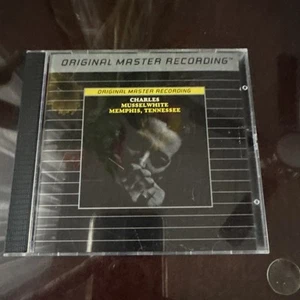 ORIGINAL MASTER RECORDING™
ORIGINAL MASTER RECORDING
CHARLES
MUSSELWHITE
MEMPHIS, TENNESSEE